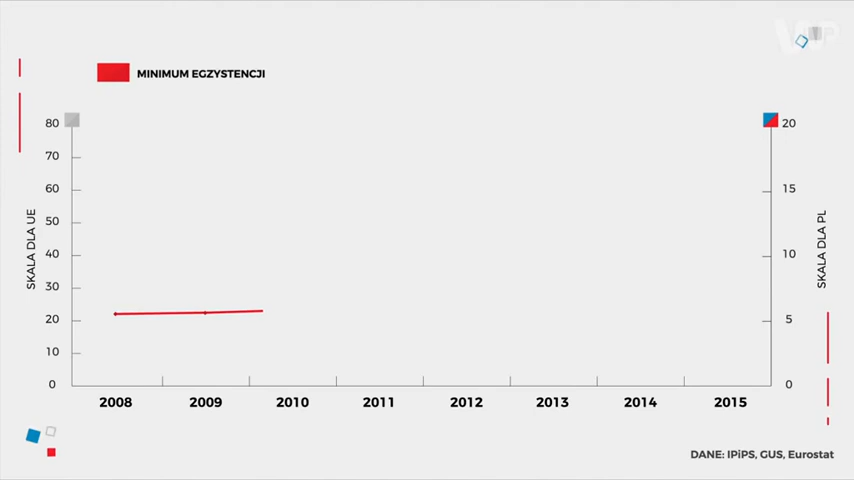 WP
MINIMUM EGZYSTENCJI
80
70
60
50
40
30
20
10
0
SKALA DLA UE
20
15
10
5
0
SKALA DLA PL
2008 2009 2010 2011 2012 2013 2014 2015
DANE: IPiPS, GUS, Eurostat